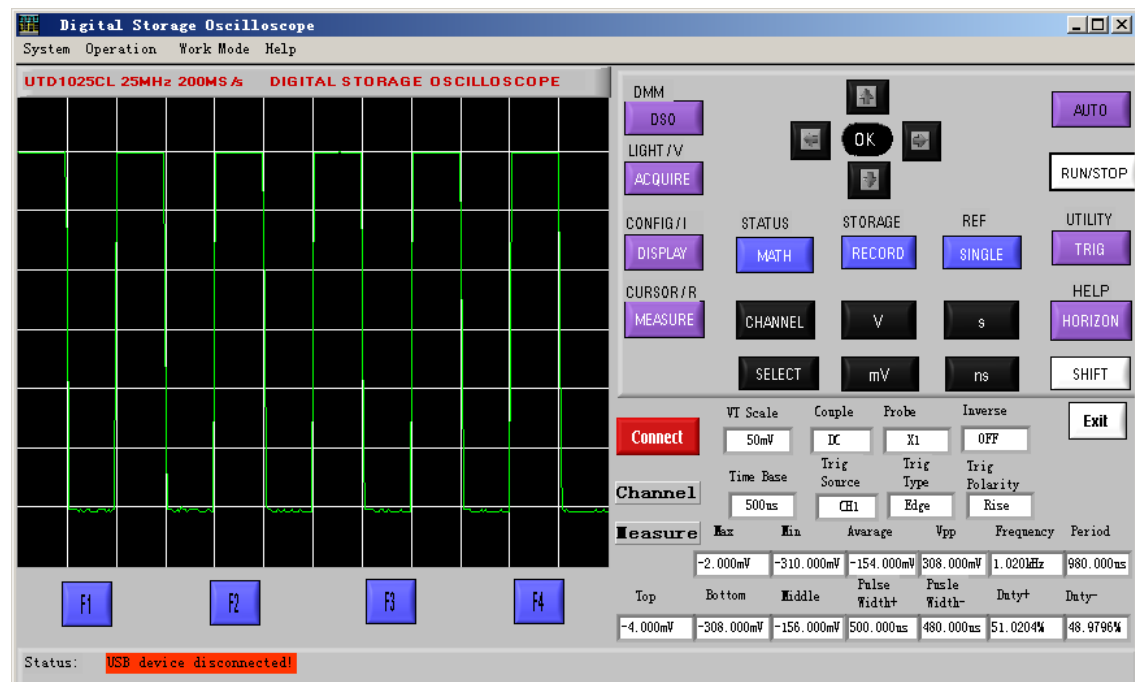 Digital Storage Oscilloscope
System Operation Work Mode Help
UTD1025CL 25MHz 200MS/s DIGITAL STORAGE OSCILLOSCOPE
DMM
DSO
OK
AUTO
LIGHT/V
ACQUIRE
RUN/STOP
CONFIG/I STATUS STORAGE REF UTILITY
DISPLAY MATH RECORD SINGLE TRIG
CURSOR/R HELP
MEASURE CHANNEL V s HORIZON
SELECT mV ns SHIFT
VT Scale Couple Probe Inverse
Connect 50mV DC X1 OFF Exit
Time Base Trig Source Trig Type Trig Polarity
Channel 500us CH1 Edge Rise
Measure Max Min Avarage Vpp Frequency Period
-2.000mV -310.000mV -154.000mV 308.000mV 1.020kHz 980.000us
Top Bottom Middle Pulse Width+ Pusle Width- Duty+ Duty-
-4.000mV -308.000mV -156.000mV 500.000us 480.000us 51.0204% 48.9796%
F1 F2 F3 F4
Status: USB device disconnected!